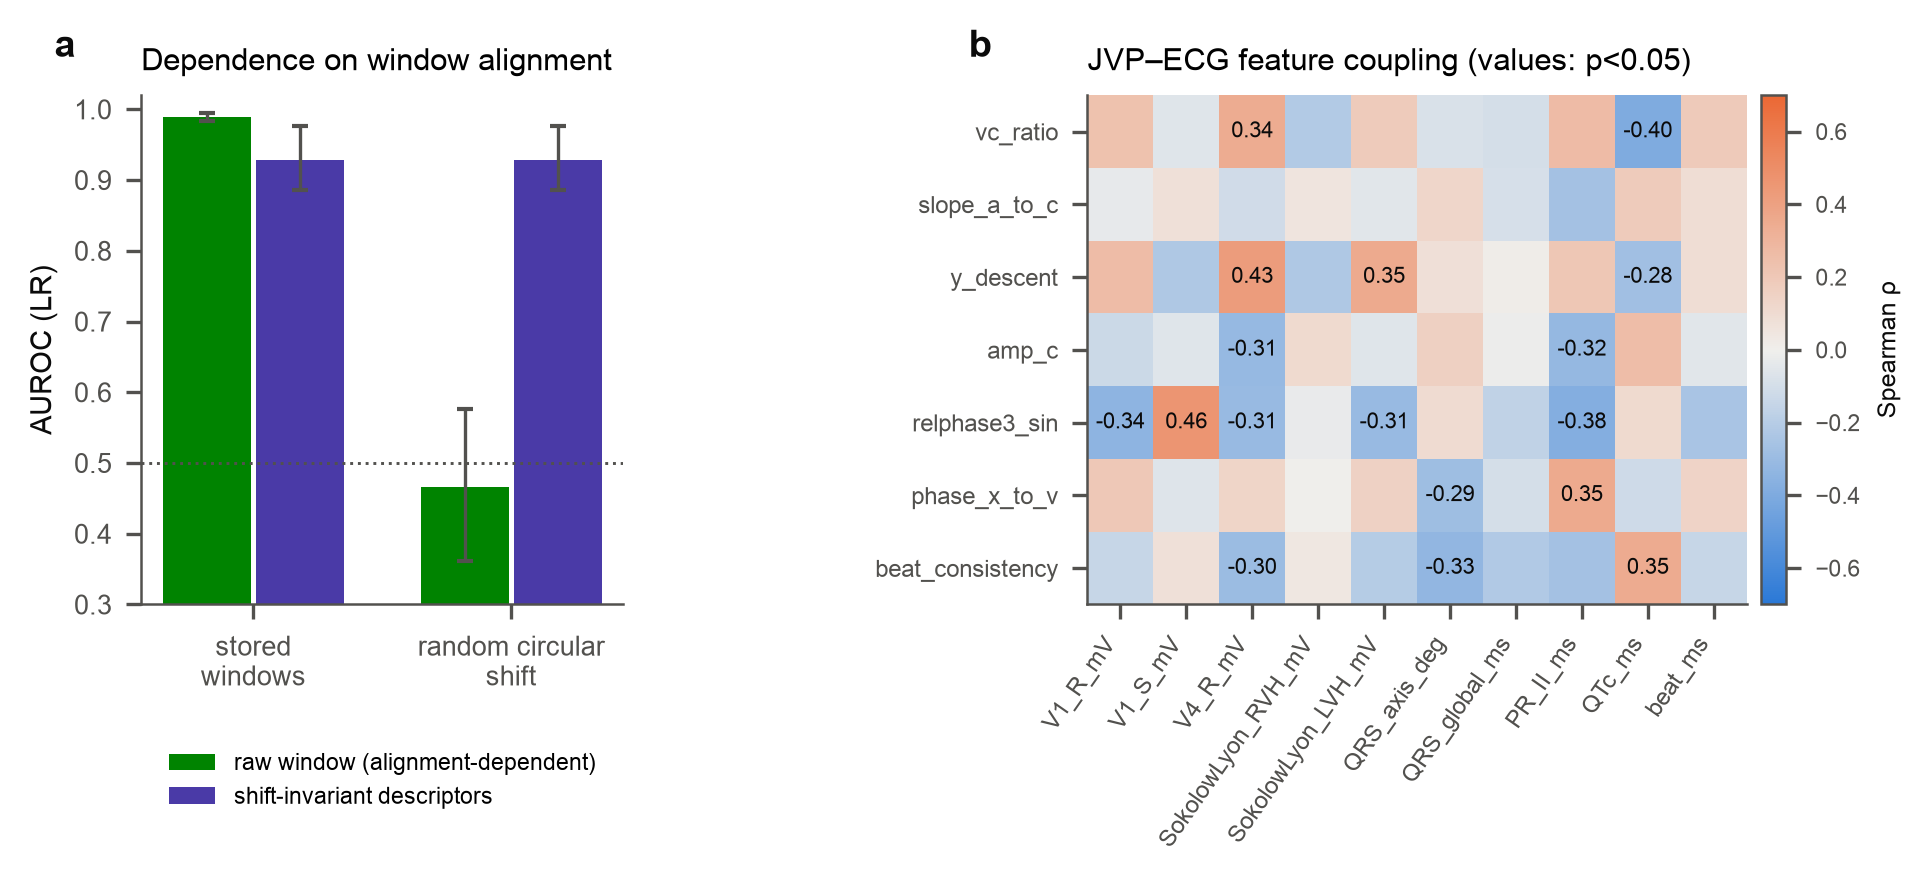 a
Dependence on window alignment
AUROC (LR)
1.0
0.9
0.8
0.7
0.6
0.5
0.4
0.3
stored
windows
random circular
shift
raw window (alignment-dependent)
shift-invariant descriptors
b
JVP–ECG feature coupling (values: p<0.05)
vc_ratio
slope_a_to_c
y_descent
amp_c
relphase3_sin
phase_x_to_v
beat_consistency
0.34 -0.40
0.43 0.35 -0.28
-0.31 -0.32
-0.34 0.46 -0.31 -0.31 -0.38
-0.29 0.35
-0.30 -0.33 0.35
V1_R_mV
V1_S_mV
V4_R_mV
SokolowLyon_RVH_mV
SokolowLyon_LVH_mV
QRS_axis_deg
QRS_global_ms
PR_II_ms
QTc_ms
beat_ms
0.6
0.4
0.2
0.0
−0.2
−0.4
−0.6
Spearman ρ